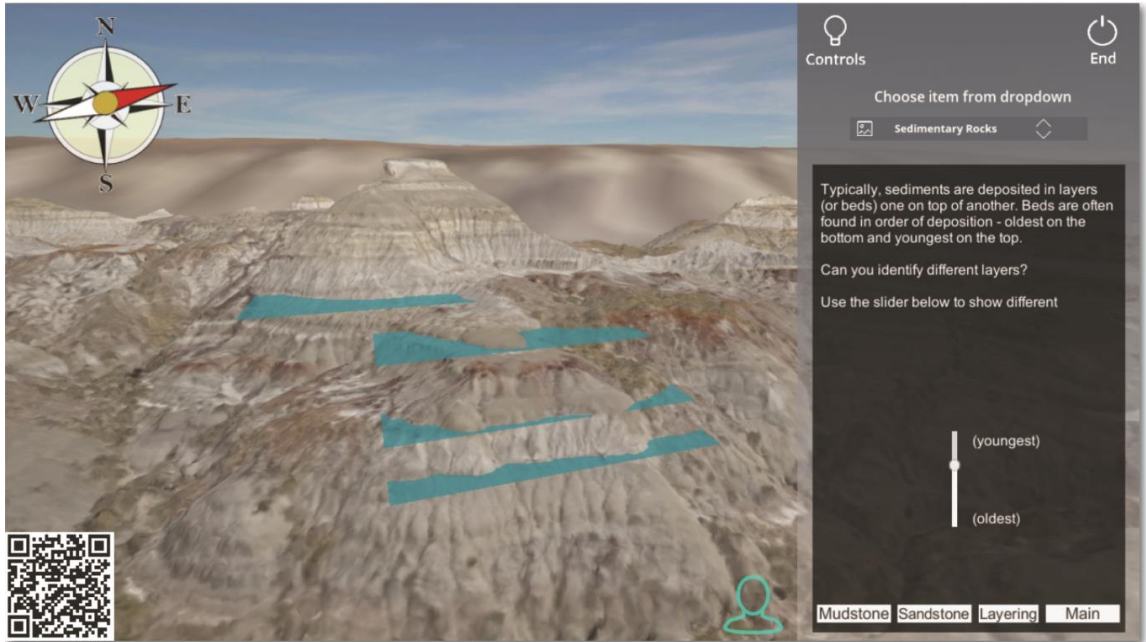 N
W
E
S
Controls
End
Choose item from dropdown
Sedimentary Rocks
Typically, sediments are deposited in layers
(or beds) one on top of another. Beds are often
found in order of deposition - oldest on the
bottom and youngest on the top.
Can you identify different layers?
Use the slider below to show different
(youngest)
(oldest)
Mudstone
Sandstone
Layering
Main